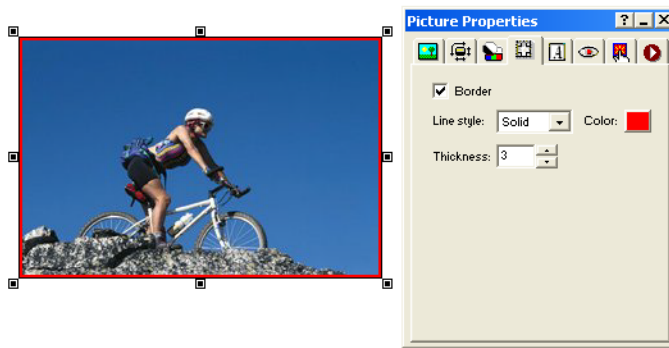 Picture Properties
Border
Line style: Solid Color:
Thickness: 3